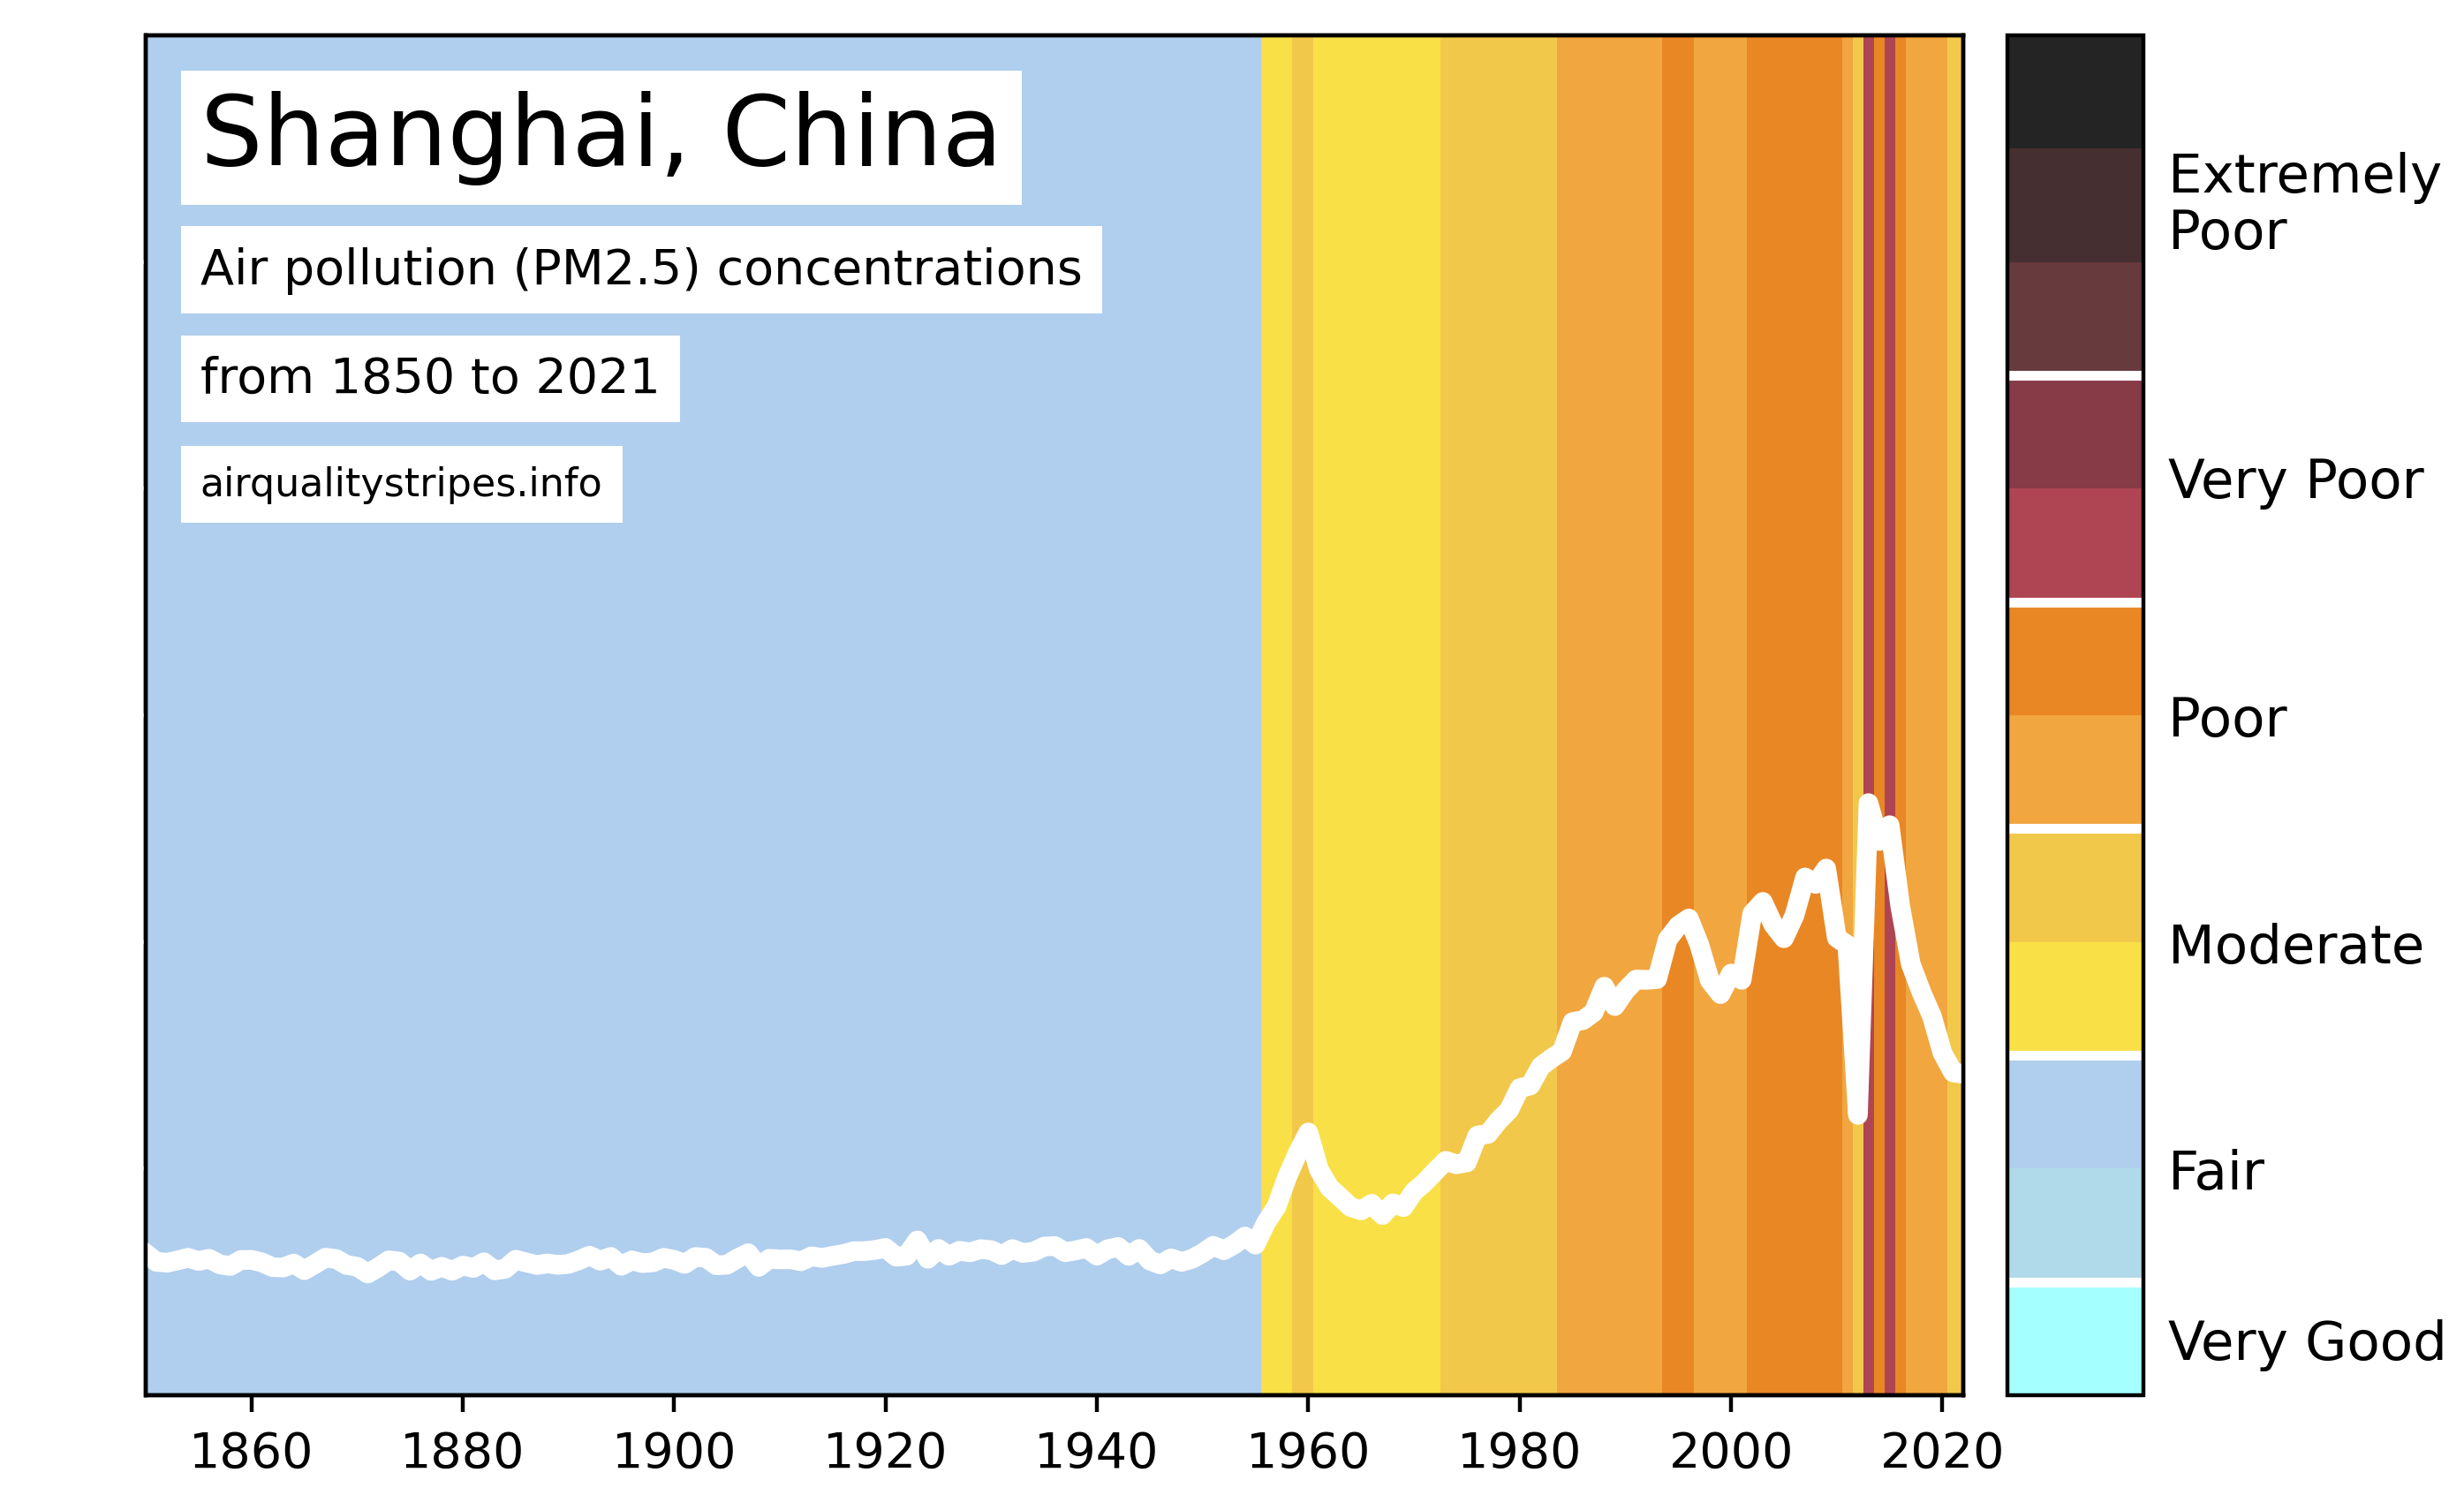 Shanghai, China
Air pollution (PM2.5) concentrations
from 1850 to 2021
airqualitystripes.info
Extremely
Poor
Very Poor
Poor
Moderate
Fair
Very Good
1860 1880 1900 1920 1940 1960 1980 2000 2020